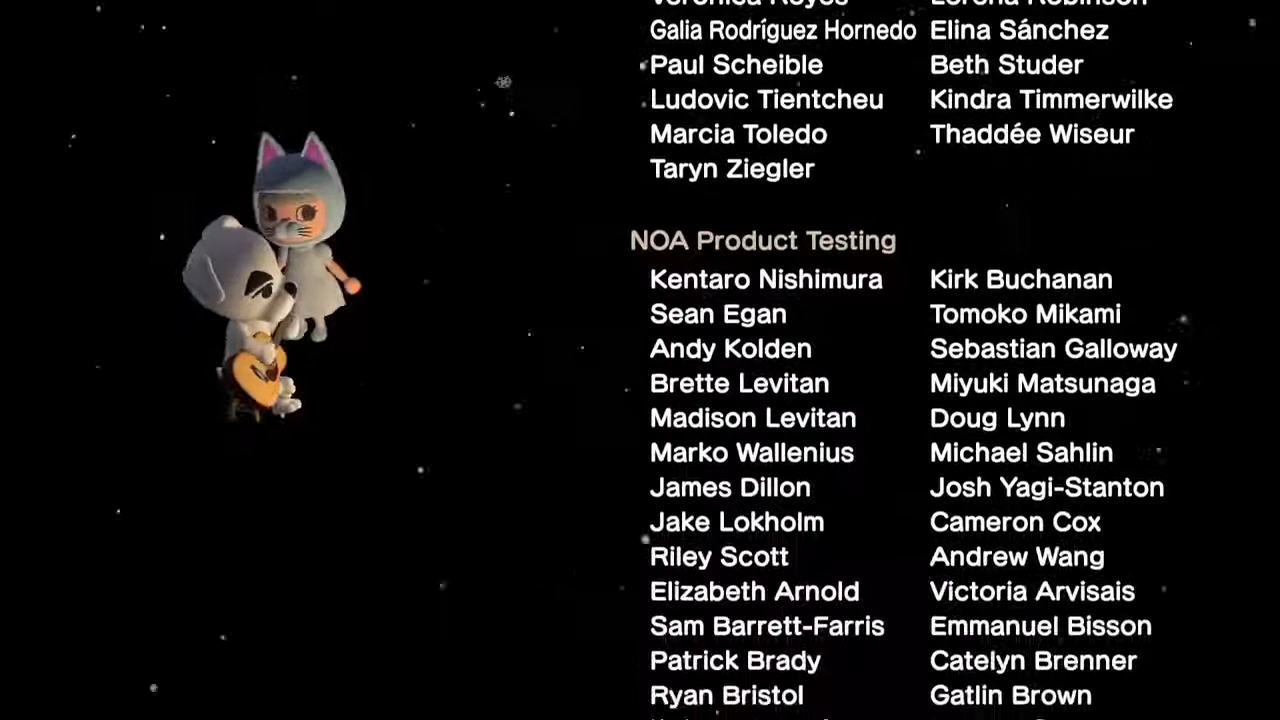 Veronica Reyes Lorena Robinson
Galia Rodríguez Hornedo Elina Sánchez
Paul Scheible Beth Studer
Ludovic Tientcheu Kindra Timmerwilke
Marcia Toledo Thaddée Wiseur
Taryn Ziegler
NOA Product Testing
Kentaro Nishimura Kirk Buchanan
Sean Egan Tomoko Mikami
Andy Kolden Sebastian Galloway
Brette Levitan Miyuki Matsunaga
Madison Levitan Doug Lynn
Marko Wallenius Michael Sahlin
James Dillon Josh Yagi-Stanton
Jake Lokholm Cameron Cox
Riley Scott Andrew Wang
Elizabeth Arnold Victoria Arvisais
Sam Barrett-Farris Emmanuel Bisson
Patrick Brady Catelyn Brenner
Ryan Bristol Gatlin Brown